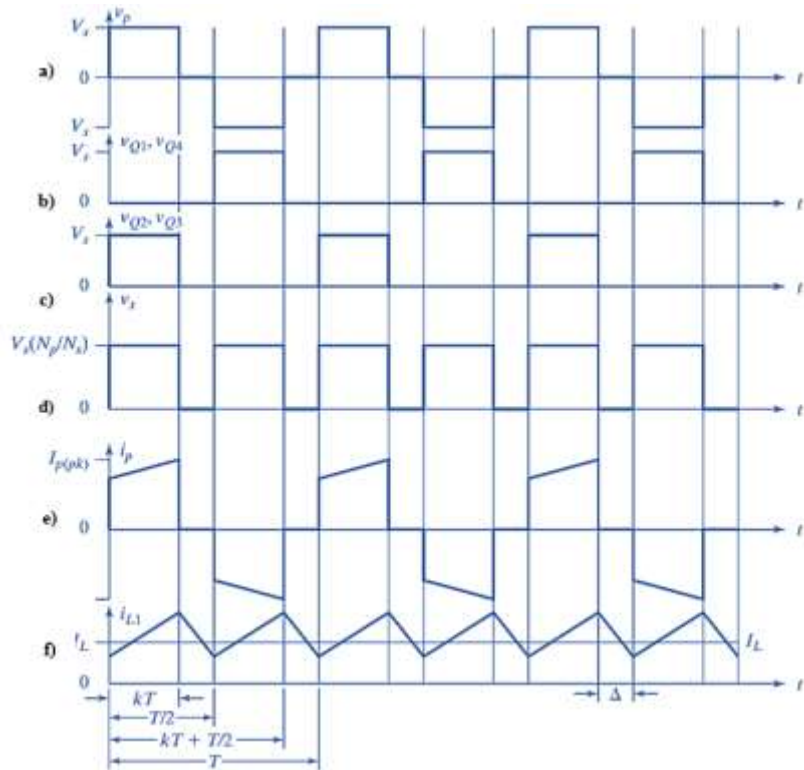 V_s v_p
a) 0 t
V_s
V_s v_Q1, v_Q4
b) 0 t
v_Q2, v_Q3
V_s
0 t
c) v_x
V_s(N_p/N_s)
d) 0 t
I_p(pk) i_p
e) 0 t
i_L1
f) I_L I_L
0 t
kT Δ
T/2
kT + T/2
T